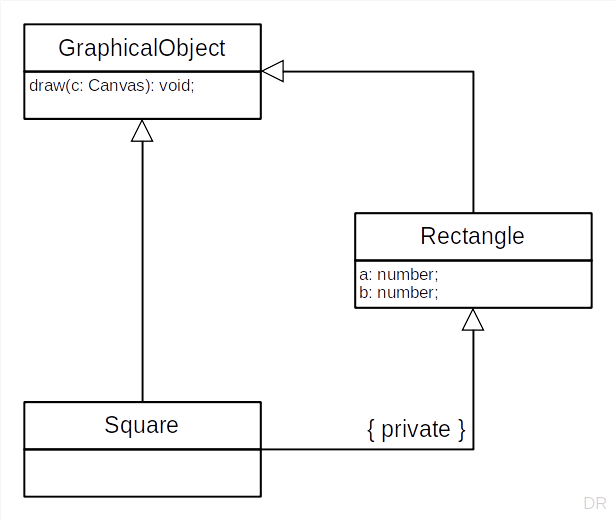 GraphicalObject
draw(c: Canvas): void;
Rectangle
a: number;
b: number;
Square
{ private }
DR